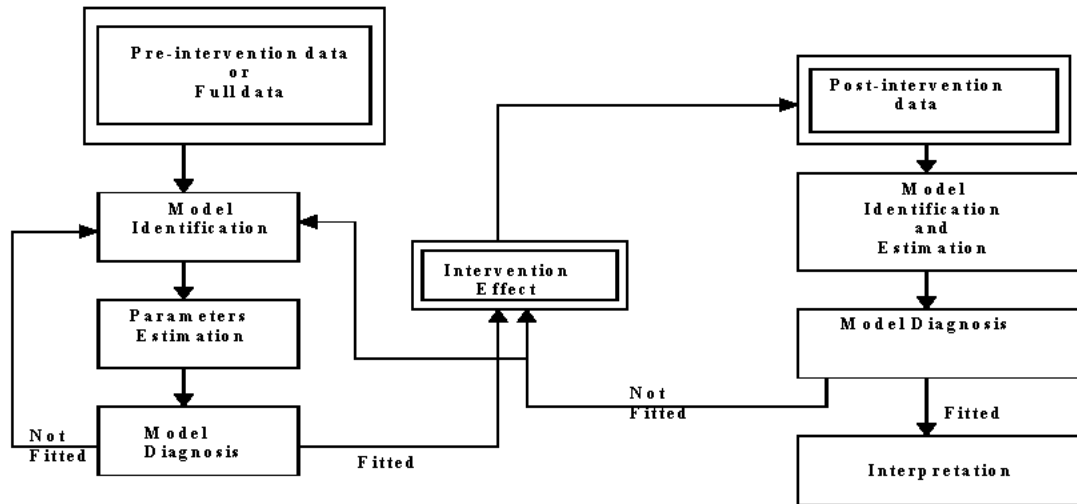 Pre-intervention data
or
Full data
Model
Identification
Parameters
Estimation
Model
Diagnosis
Not
Fitted
Fitted
Intervention
Effect
Post-intervention
data
Model
Identification
and
Estimation
Model Diagnosis
Not
Fitted
Fitted
Interpretation